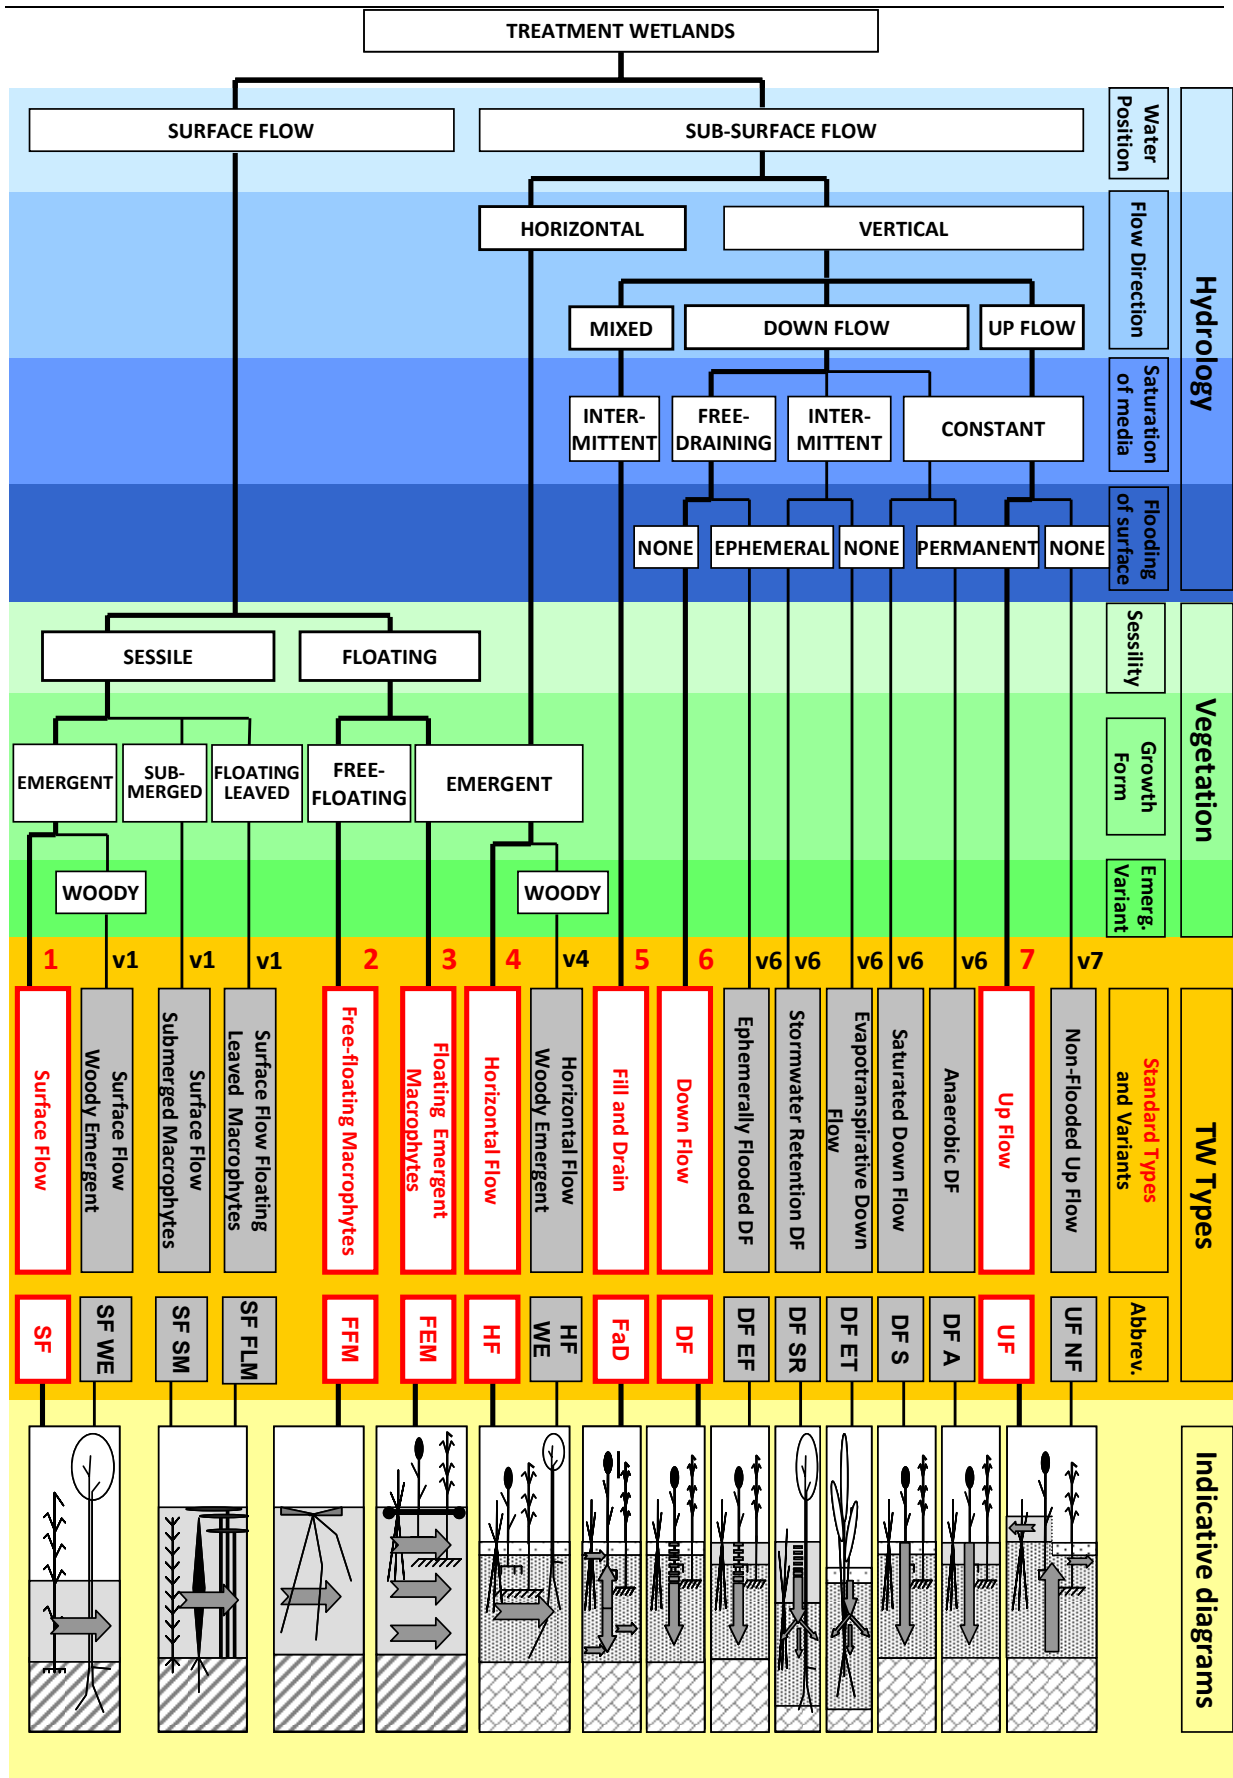 TREATMENT WETLANDS
SURFACE FLOW
SUB-SURFACE FLOW
Water
Position
HORIZONTAL
VERTICAL
Flow Direction
MIXED
DOWN FLOW
UP FLOW
Hydrology
INTER-
MITTENT
FREE-
DRAINING
INTER-
MITTENT
CONSTANT
Saturation
of media
NONE
EPHEMERAL
NONE
PERMANENT
NONE
Flooding
of surface
SESSILE
FLOATING
Sessility
EMERGENT
SUB-
MERGED
FLOATING
LEAVED
FREE-
FLOATING
EMERGENT
Growth
Form
Vegetation
WOODY
WOODY
Emerg.
Variant
1
v1
v1
v1
2
3
4
v4
5
6
v6
v6
v6
v6
v6
7
v7
Surface Flow
Surface Flow
Woody Emergent
Surface Flow
Submerged Macrophytes
Surface Flow Floating
Leaved Macrophytes
Free-floating Macrophytes
Floating Emergent
Macrophytes
Horizontal Flow
Horizontal Flow
Woody Emergent
Fill and Drain
Down Flow
Ephemerally Flooded DF
Stormwater Retention DF
Evapotranspirative Down
Flow
Saturated Down Flow
Anaerobic DF
Up Flow
Non-Flooded Up Flow
Standard Types
and Variants
TW Types
SF
SF WE
SF SM
SF FLM
FFM
FEM
HF
HF
WE
FaD
DF
DF EF
DF SR
DF ET
DF S
DF A
UF
UF NF
Abbrev.
Indicative diagrams